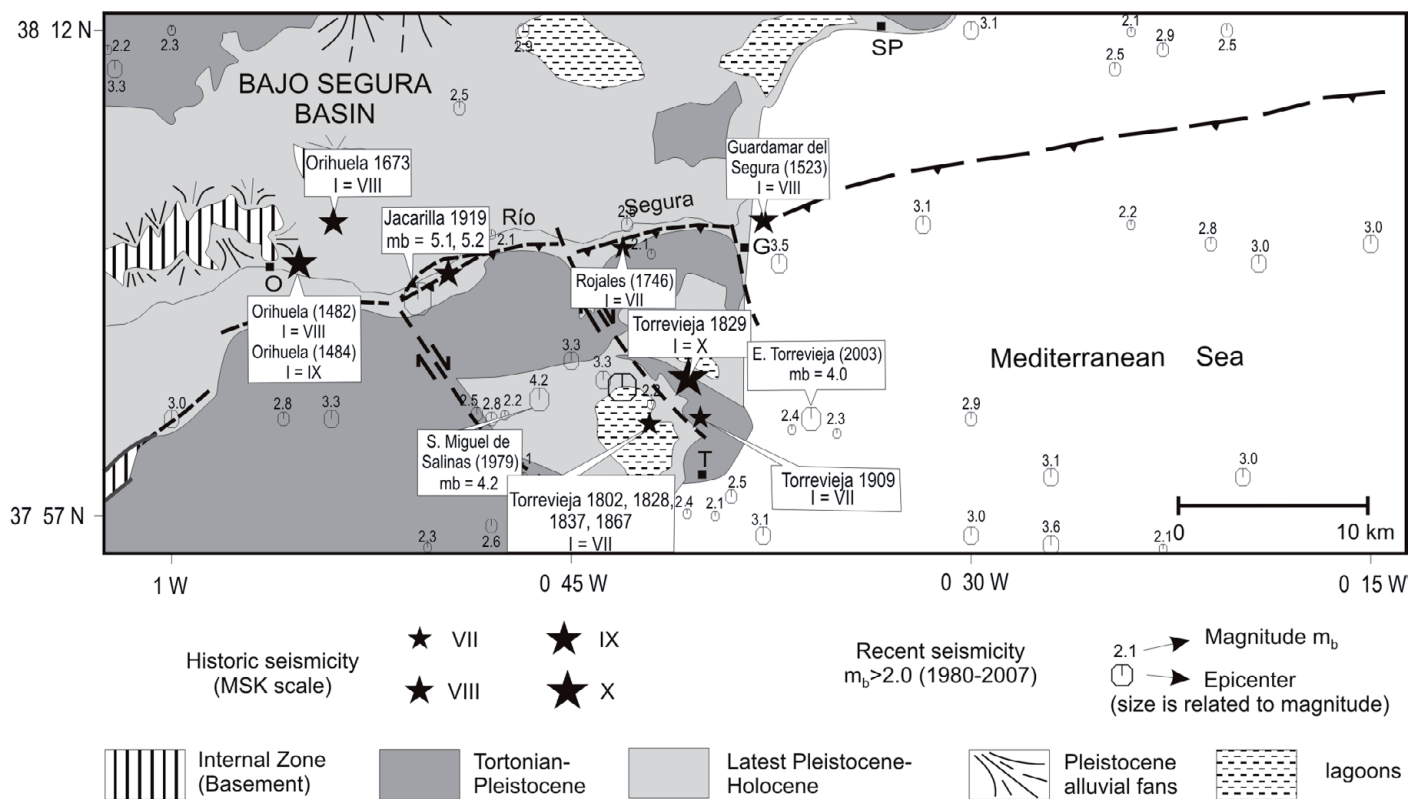 38 12 N
2.2
2.3
3.3
2.9
SP
3.1
2.1
2.9
2.5
2.5
BAJO SEGURA
BASIN
2.5
Orihuela 1673
I = VIII
Guardamar del
Segura (1523)
I = VIII
Jacarilla 1919
mb = 5.1, 5.2
Río
Segura
2.1
2.1
G
3.5
3.1
2.2
2.8
3.0
3.0
O
Orihuela (1482)
I = VIII
Orihuela (1484)
I = IX
Rojales (1746)
I = VII
Torrevieja 1829
I = X
E. Torrevieja (2003)
mb = 4.0
Mediterranean Sea
3.3
3.3
4.2
3.0
2.8
3.3
2.5
2.8
2.2
2.4
2.3
2.9
S. Miguel de
Salinas (1979)
mb = 4.2
T
Torrevieja 1909
I = VII
Torrevieja 1802, 1828,
1837, 1867
I = VII
2.5
2.4
2.1
3.1
3.1
3.0
3.0
3.6
2.1
2.3
2.6
37 57 N
0 10 km
1 W
0 45 W
0 30 W
0 15 W
Historic seismicity
(MSK scale)
VII
IX
VIII
X
Recent seismicity
mb>2.0 (1980-2007)
2.1
Magnitude mb
Epicenter
(size is related to magnitude)
Internal Zone
(Basement)
Tortonian-
Pleistocene
Latest Pleistocene-
Holocene
Pleistocene
alluvial fans
lagoons